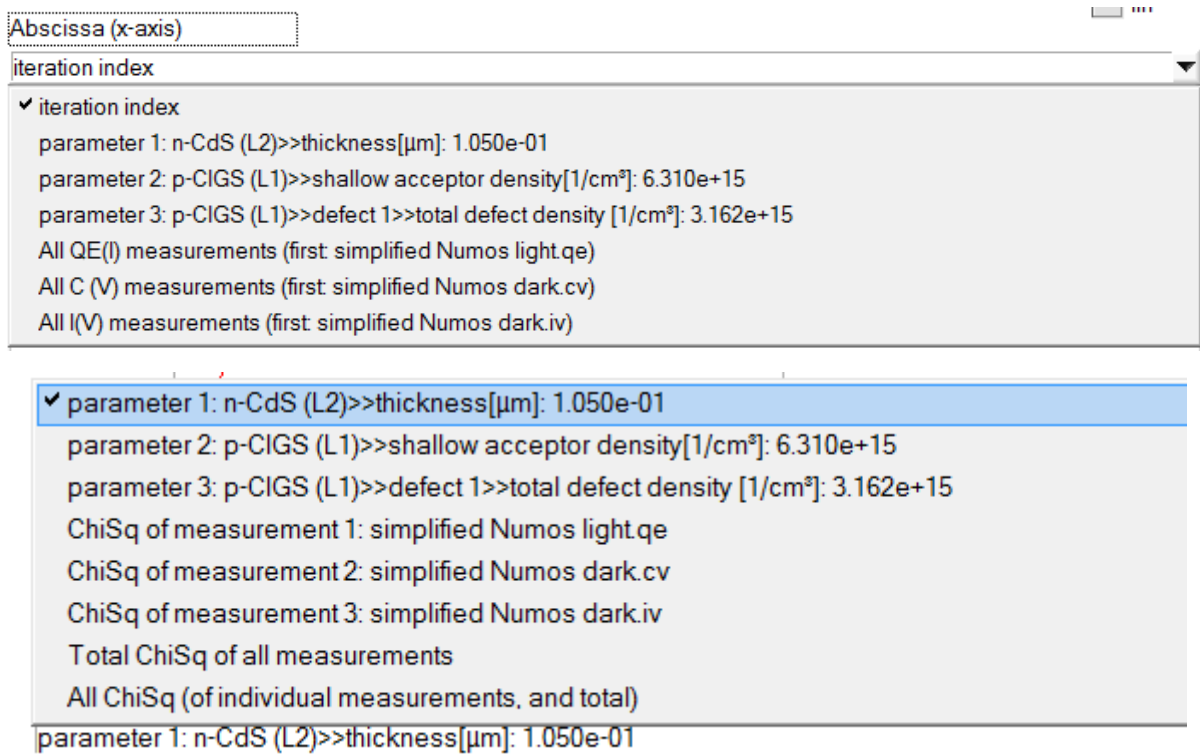 Abscissa (x-axis)
iteration index
✓ iteration index
parameter 1: n-CdS (L2)>>thickness[µm]: 1.050e-01
parameter 2: p-CIGS (L1)>>shallow acceptor density[1/cm³]: 6.310e+15
parameter 3: p-CIGS (L1)>>defect 1>>total defect density [1/cm³]: 3.162e+15
All QE(l) measurements (first: simplified Numos light.qe)
All C (V) measurements (first: simplified Numos dark.cv)
All I(V) measurements (first: simplified Numos dark.iv)
✓ parameter 1: n-CdS (L2)>>thickness[µm]: 1.050e-01
parameter 2: p-CIGS (L1)>>shallow acceptor density[1/cm³]: 6.310e+15
parameter 3: p-CIGS (L1)>>defect 1>>total defect density [1/cm³]: 3.162e+15
ChiSq of measurement 1: simplified Numos light.qe
ChiSq of measurement 2: simplified Numos dark.cv
ChiSq of measurement 3: simplified Numos dark.iv
Total ChiSq of all measurements
All ChiSq (of individual measurements, and total)
parameter 1: n-CdS (L2)>>thickness[µm]: 1.050e-01